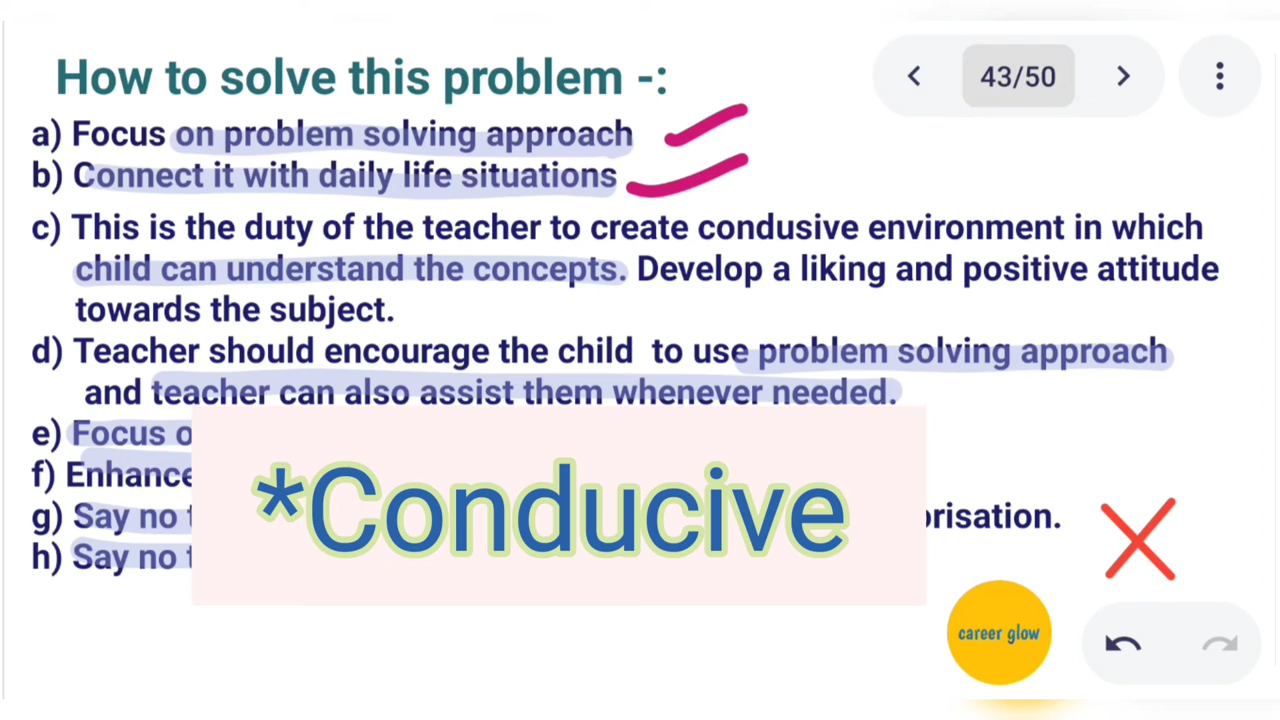 How to solve this problem -:
43/50
a) Focus on problem solving approach
b) Connect it with daily life situations
c) This is the duty of the teacher to create condusive environment in which
child can understand the concepts. Develop a liking and positive attitude
towards the subject.
d) Teacher should encourage the child to use problem solving approach
and teacher can also assist them whenever needed.
e) Focus
f) Enhance
*Conducive
g) Say no
h) Say no
career glow